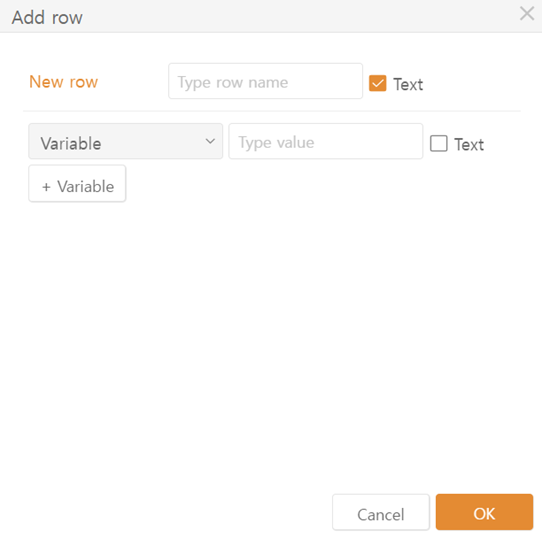 Add row
New row Type row name Text
Variable Type value Text
+ Variable
Cancel OK